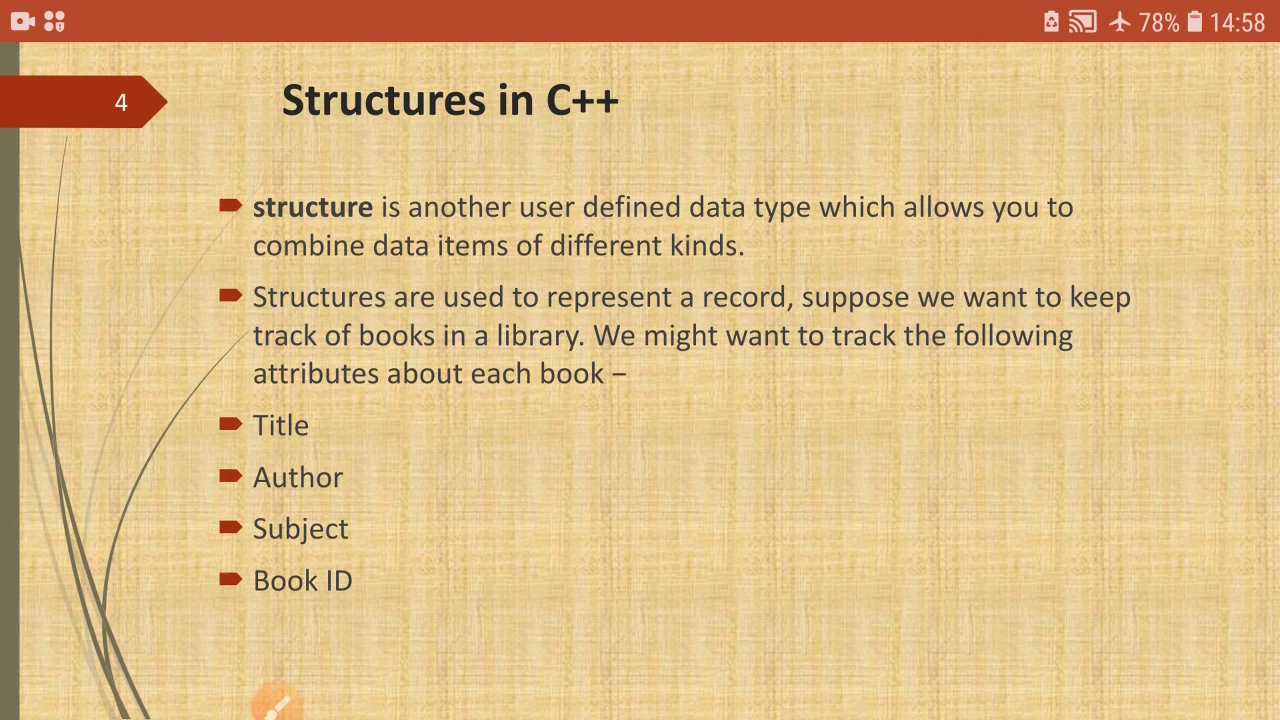 78% 14:58
4
Structures in C++
structure is another user defined data type which allows you to
combine data items of different kinds.
Structures are used to represent a record, suppose we want to keep
track of books in a library. We might want to track the following
attributes about each book −
Title
Author
Subject
Book ID